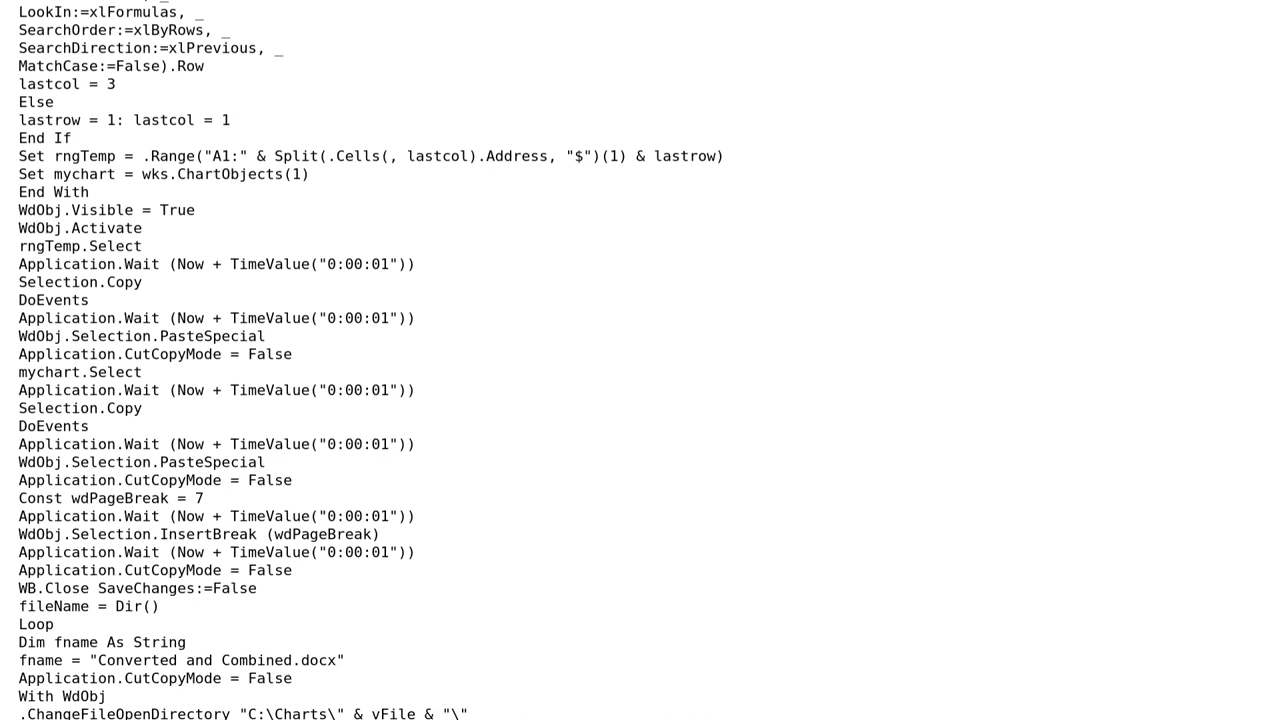 LookIn:=xlFormulas, _
SearchOrder:=xlByRows, _
SearchDirection:=xlPrevious, _
MatchCase:=False).Row
lastcol = 3
Else
lastrow = 1: lastcol = 1
End If
Set rngTemp = .Range("A1:" & Split(.Cells(, lastcol).Address, "$")(1) & lastrow)
Set mychart = wks.ChartObjects(1)
End With
WdObj.Visible = True
WdObj.Activate
rngTemp.Select
Application.Wait (Now + TimeValue("0:00:01"))
Selection.Copy
DoEvents
Application.Wait (Now + TimeValue("0:00:01"))
WdObj.Selection.PasteSpecial
Application.CutCopyMode = False
mychart.Select
Application.Wait (Now + TimeValue("0:00:01"))
Selection.Copy
DoEvents
Application.Wait (Now + TimeValue("0:00:01"))
WdObj.Selection.PasteSpecial
Application.CutCopyMode = False
Const wdPageBreak = 7
Application.Wait (Now + TimeValue("0:00:01"))
WdObj.Selection.InsertBreak (wdPageBreak)
Application.Wait (Now + TimeValue("0:00:01"))
Application.CutCopyMode = False
WB.Close SaveChanges:=False
fileName = Dir()
Loop
Dim fname As String
fname = "Converted and Combined.docx"
Application.CutCopyMode = False
With WdObj
.ChangeFileOpenDirectory "C:\Charts\" & vFile & "\"